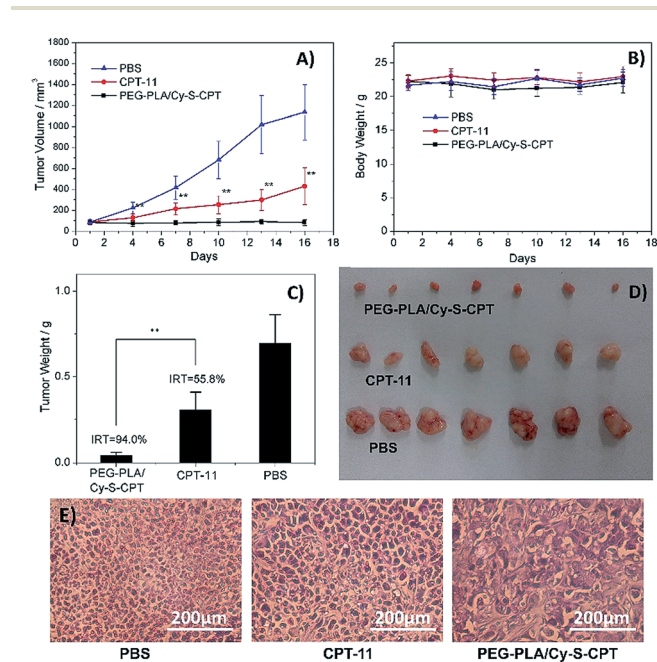 A)
PBS
CPT-11
PEG-PLA/Cy-S-CPT
Tumor Volume / mm³
1800
1600
1400
1200
1000
800
600
400
200
0
**
**
**
**
**
0 2 4 6 8 10 12 14 16 18
Days
B)
Body Weight / g
25
20
15
10
5
0
PBS
CPT-11
PEG-PLA/Cy-S-CPT
0 2 4 6 8 10 12 14 16 18
Days
C)
Tumor Weight / g
1.0
0.5
0.0
**
IRT=94.0%
IRT=55.8%
PEG-PLA/
Cy-S-CPT
CPT-11
PBS
D)
PEG-PLA/Cy-S-CPT
CPT-11
PBS
E)
200μm
200μm
200μm
PBS
CPT-11
PEG-PLA/Cy-S-CPT